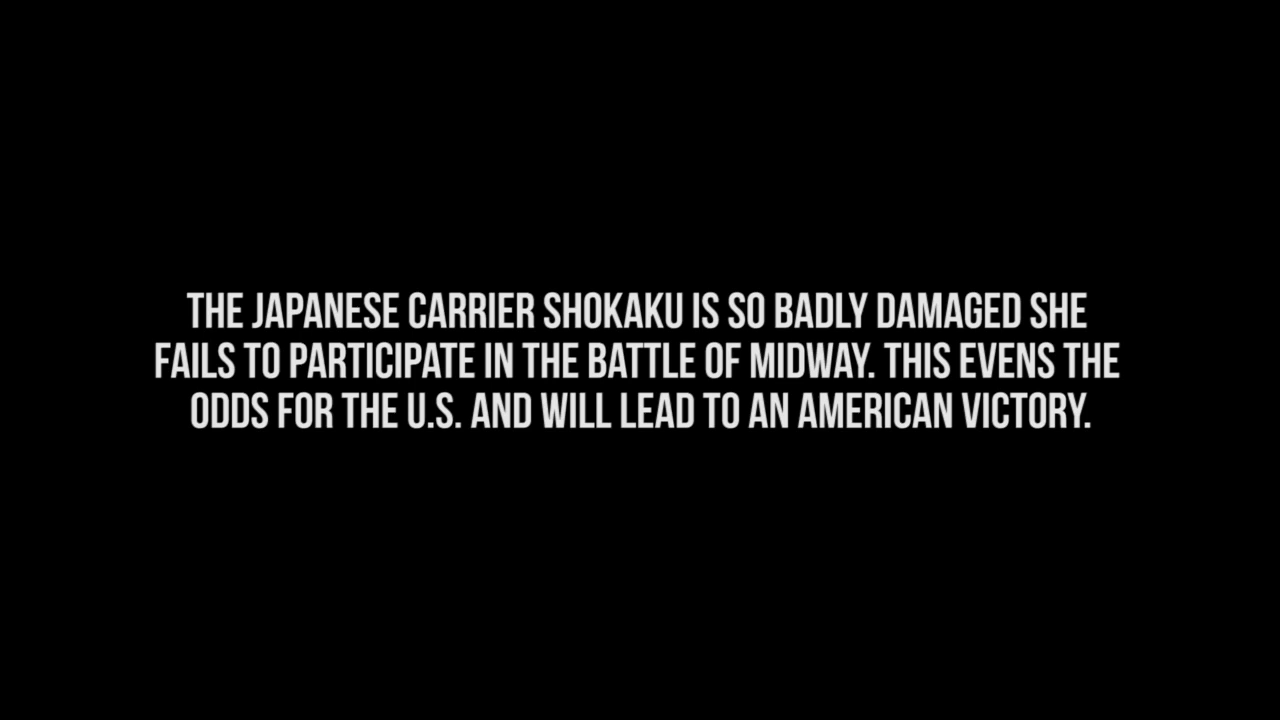 THE JAPANESE CARRIER SHOKAKU IS SO BADLY DAMAGED SHE
FAILS TO PARTICIPATE IN THE BATTLE OF MIDWAY. THIS EVENS THE
ODDS FOR THE U.S. AND WILL LEAD TO AN AMERICAN VICTORY.